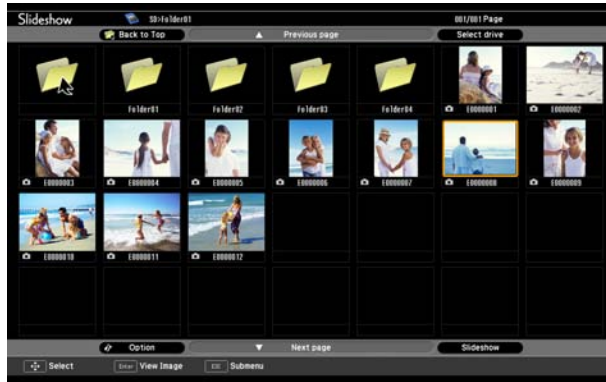 Slideshow SD>Folder01 001/001 Page
Back to Top Previous page Select drive
Folder01 Folder02 Folder03 Folder04 E0000001 E0000002
E0000003 E0000004 E0000005 E0000006 E0000007 E0000008 E0000009
E0000010 E0000011 E0000012
Option Next page Slideshow
Select Enter View Image ESC Submenu